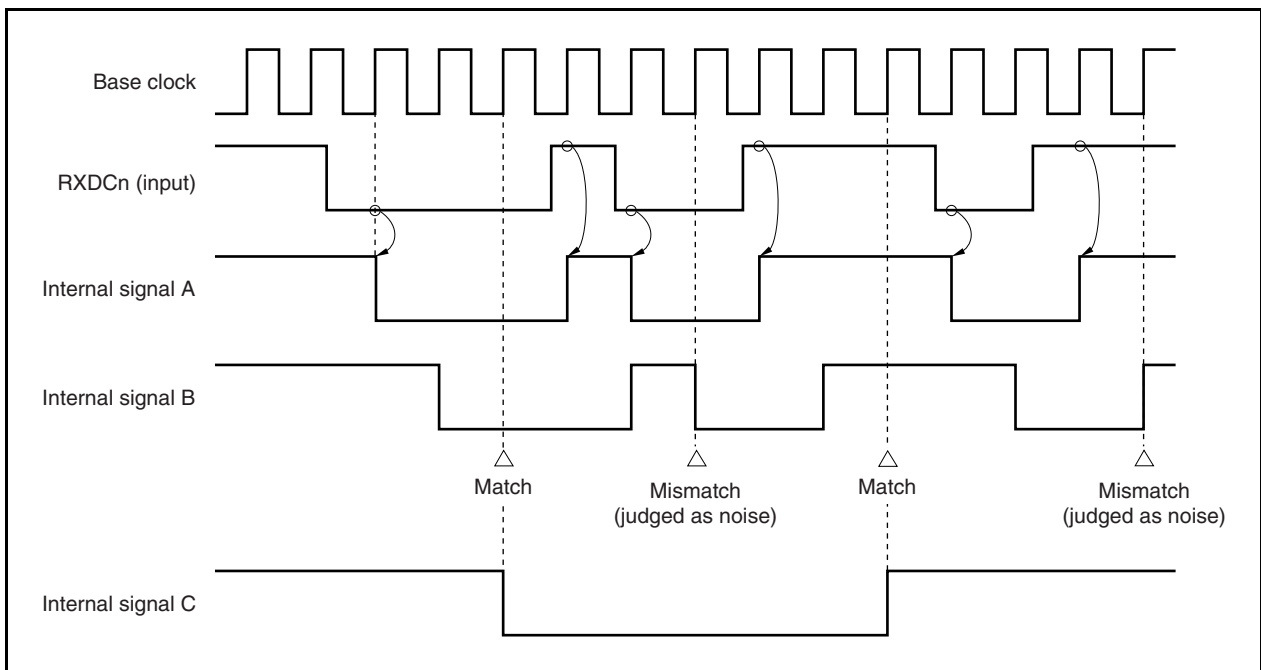 Base clock
RXDCn (input)
Internal signal A
Internal signal B
Match
Mismatch
(judged as noise)
Match
Mismatch
(judged as noise)
Internal signal C